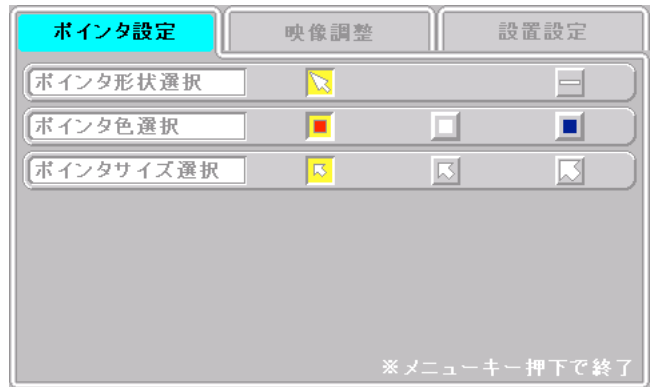 ポインタ設定
映像調整
設置設定
ポインタ形状選択
ポインタ色選択
ポインタサイズ選択
※メニューキー押下で終了